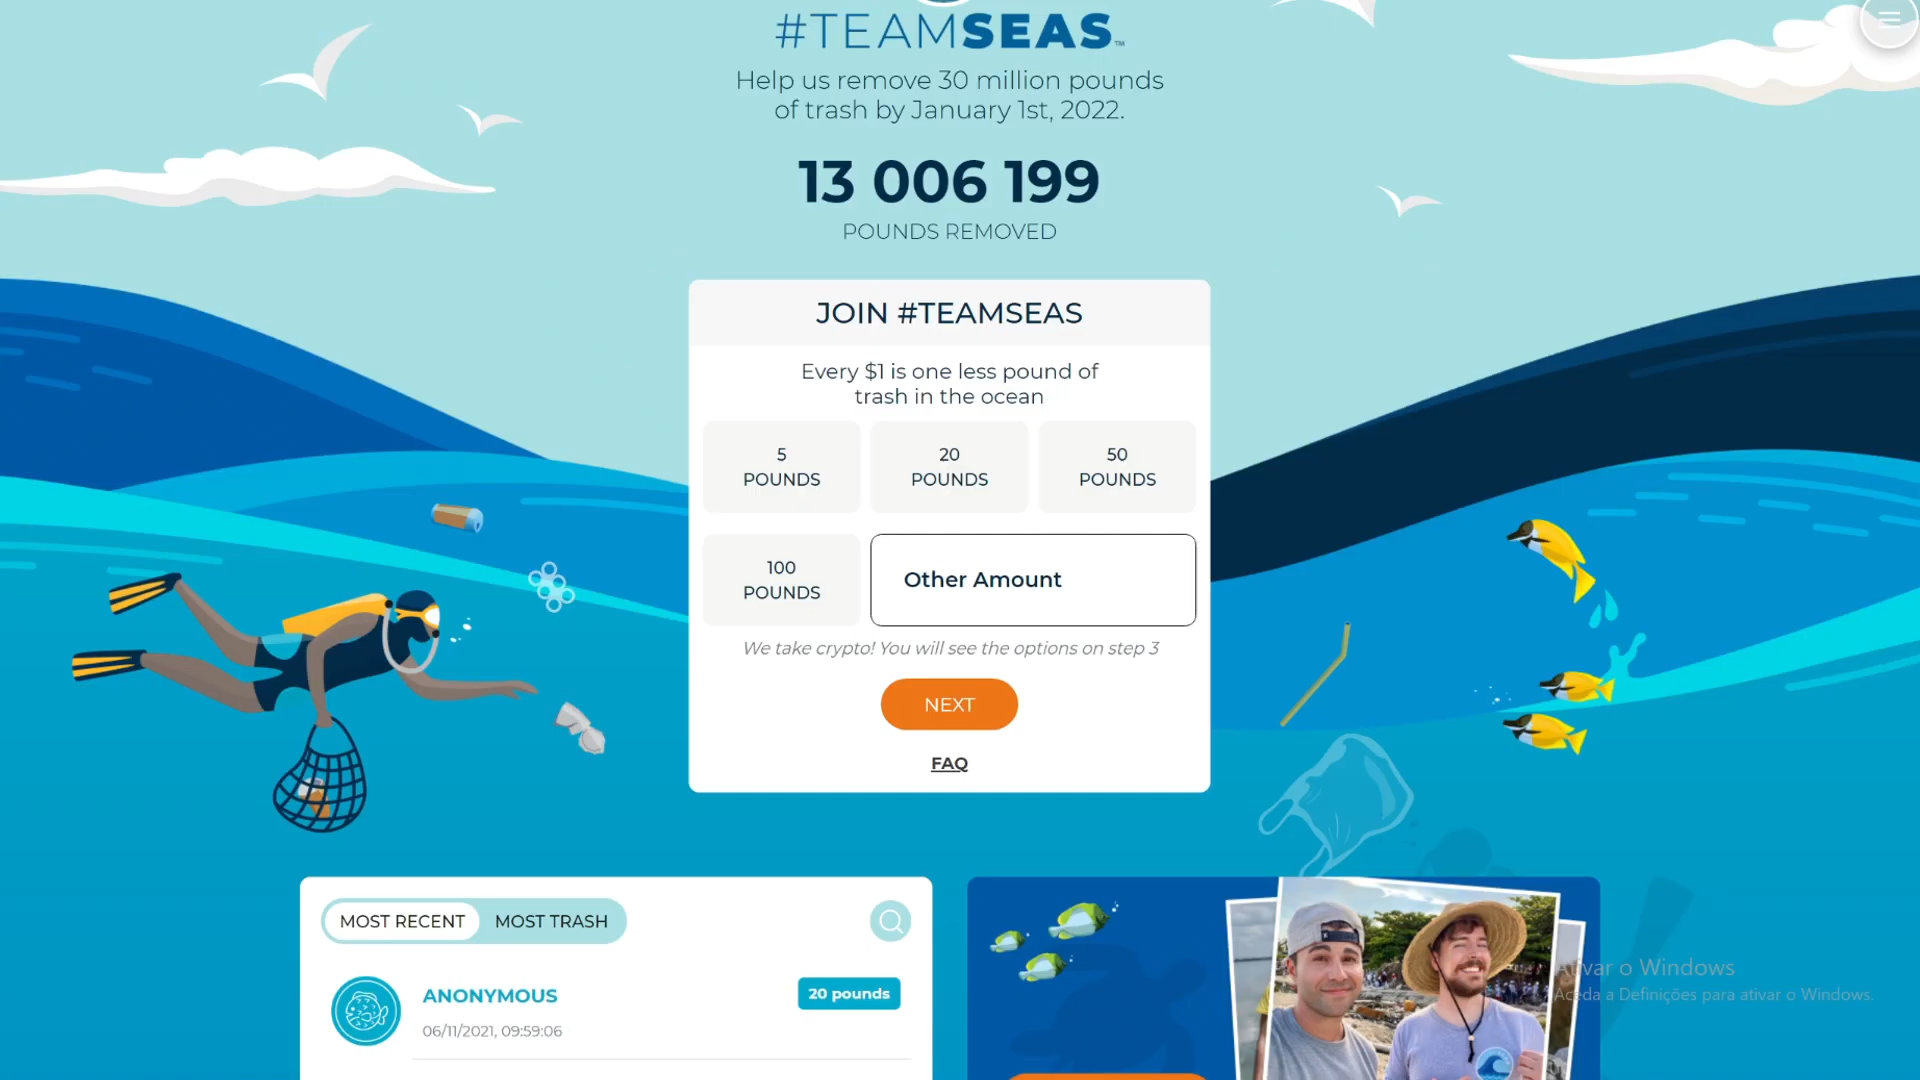 #TEAMSEAS™
Help us remove 30 million pounds
of trash by January 1st, 2022.
13 006 199
POUNDS REMOVED
JOIN #TEAMSEAS
Every $1 is one less pound of
trash in the ocean
5
POUNDS
20
POUNDS
50
POUNDS
100
POUNDS
Other Amount
We take crypto! You will see the options on step 3
NEXT
FAQ
MOST RECENT
MOST TRASH
ANONYMOUS
20 pounds
06/11/2021, 09:59:06
Ativar o Windows
Aceda a Definições para ativar o Windows.